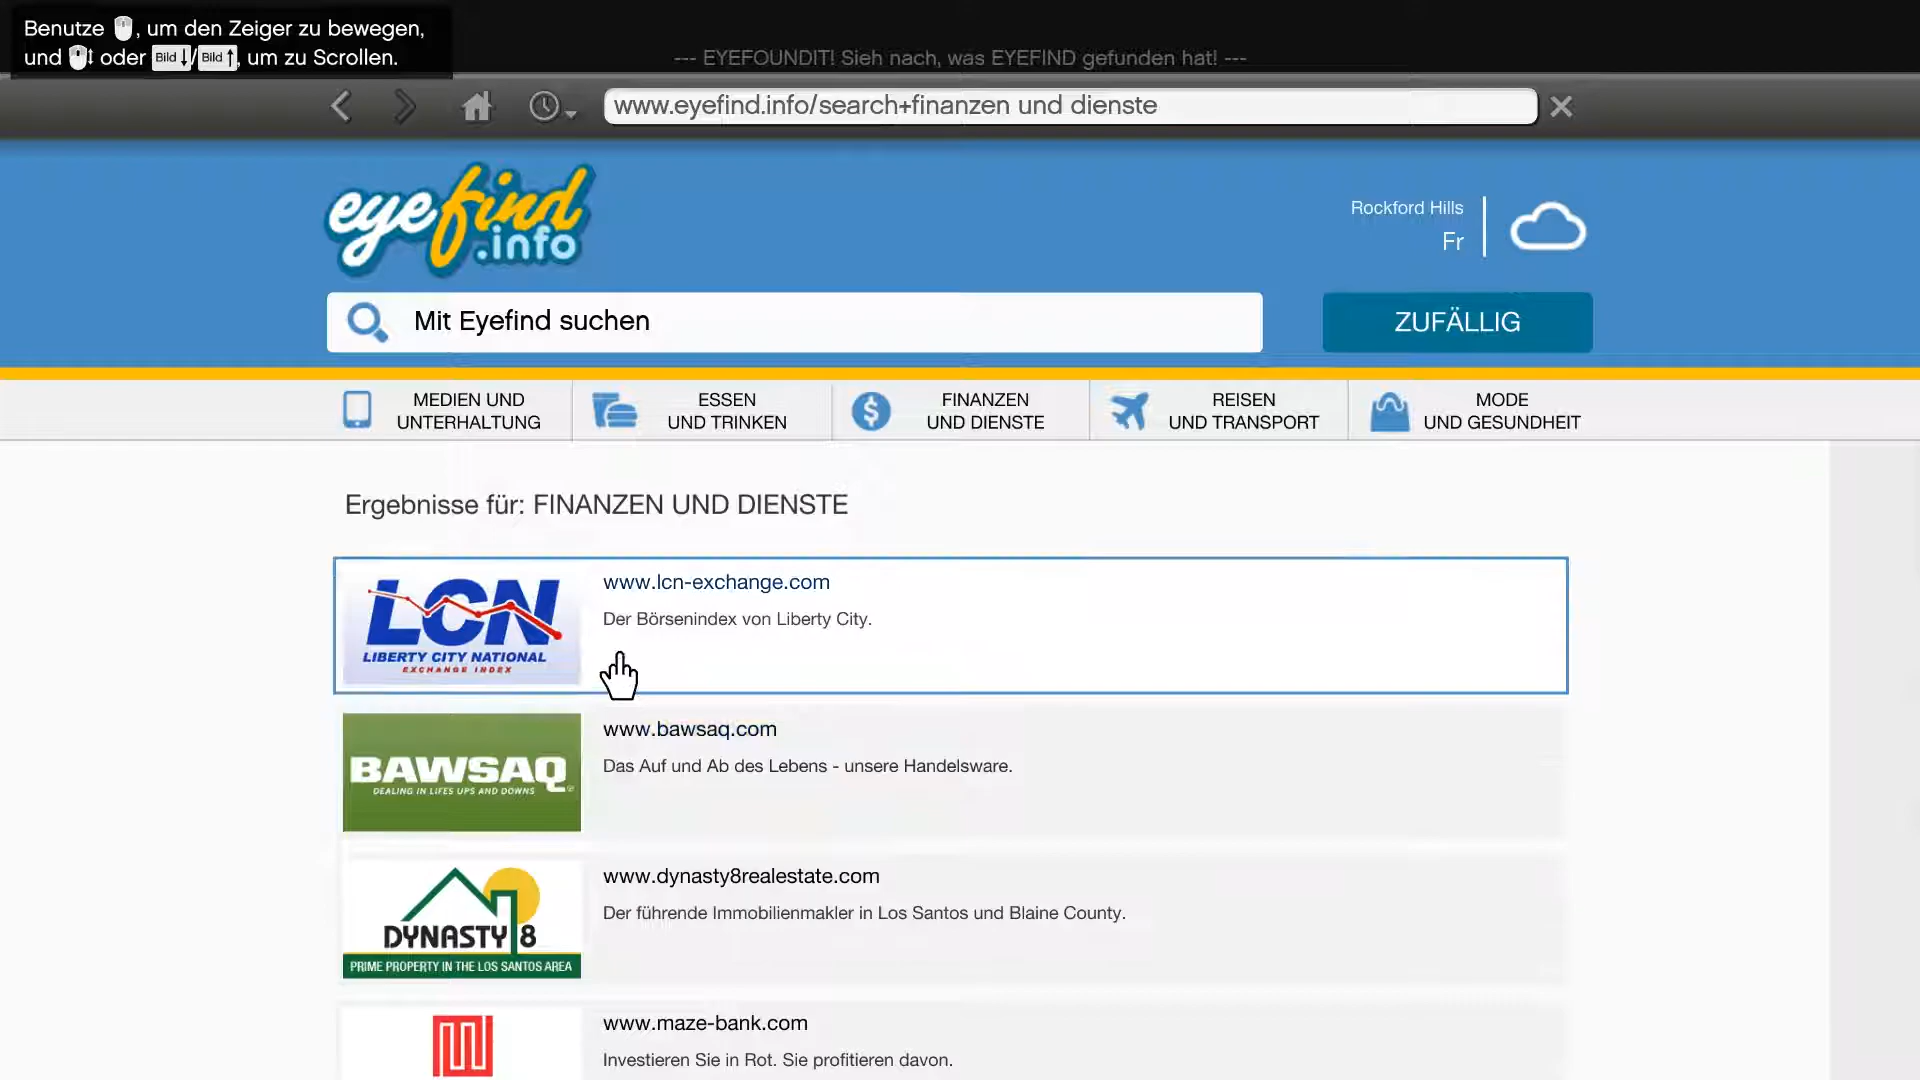 Benutze , um den Zeiger zu bewegen,
und oder Bild ↓/Bild ↑, um zu Scrollen.
--- EYEFOUNDIT! Sieh nach, was EYEFIND gefunden hat! ---
www.eyefind.info/search+finanzen und dienste
eyefind
.info
Rockford Hills
Fr
Mit Eyefind suchen
ZUFÄLLIG
MEDIEN UND
UNTERHALTUNG
ESSEN
UND TRINKEN
FINANZEN
UND DIENSTE
REISEN
UND TRANSPORT
MODE
UND GESUNDHEIT
Ergebnisse für: FINANZEN UND DIENSTE
LCN
LIBERTY CITY NATIONAL
EXCHANGE INDEX
www.lcn-exchange.com
Der Börsenindex von Liberty City.
BAWSAQ
DEALING IN LIFES UPS AND DOWNS
www.bawsaq.com
Das Auf und Ab des Lebens - unsere Handelsware.
DYNASTY 8
PRIME PROPERTY IN THE LOS SANTOS AREA
www.dynasty8realestate.com
Der führende Immobilienmakler in Los Santos und Blaine County.
www.maze-bank.com
Investieren Sie in Rot. Sie profitieren davon.